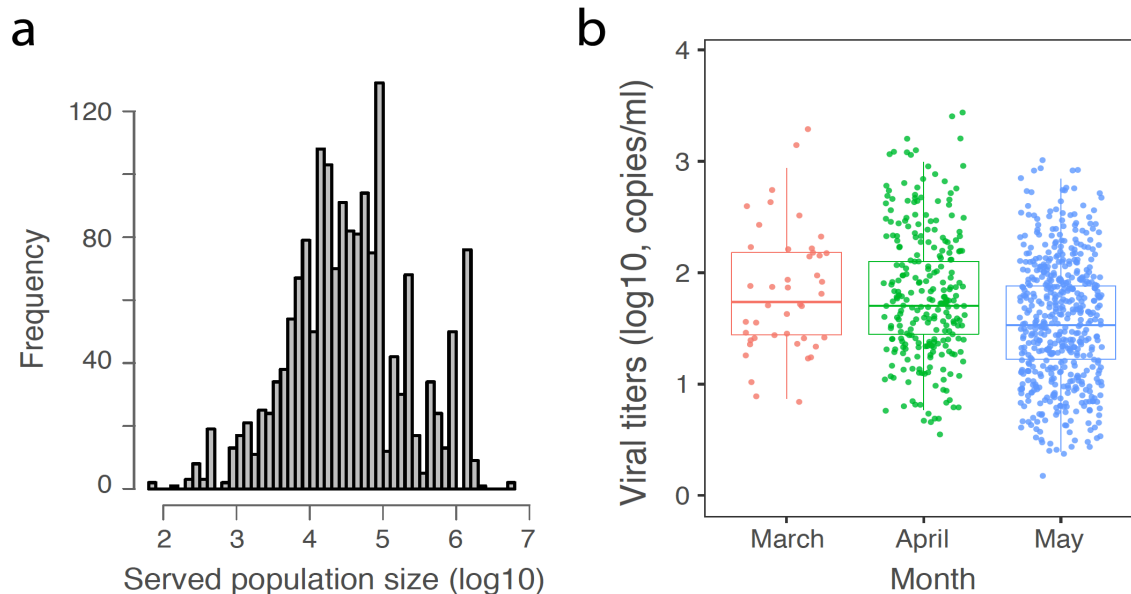 a
Frequency
120
80
40
0
2 3 4 5 6 7
Served population size (log10)
b
Viral titers (log10, copies/ml)
4
3
2
1
0
March April May
Month